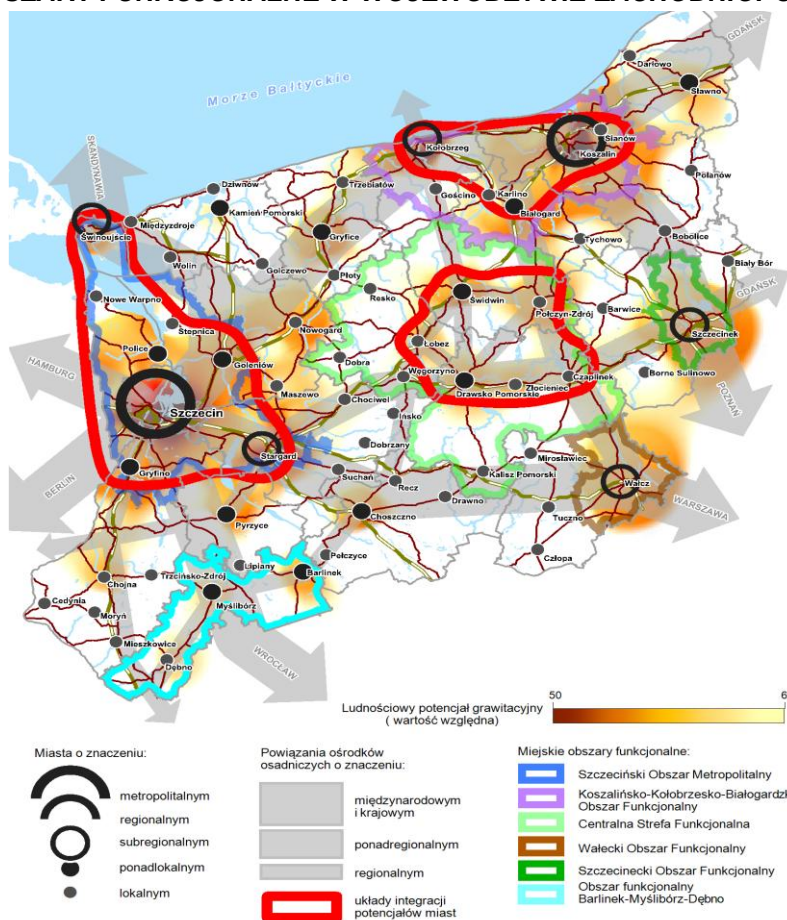 Morze Bałtyckie
GDAŃSK
Darłowo
Sławno
SKANDYNAWIA
Kołobrzeg
Sianów
Koszalin
Polanów
Dziwnów
Trzebiatów
Gościno
Karlino
Białogard
Międzyzdroje
Kamień Pomorski
Świnoujście
Gryfice
Tychowo
Bobolice
Wolin
Golczewo
Płoty
Biały Bór
GDAŃSK
Nowe Warpno
Resko
Świdwin
Połczyn-Zdrój
Barwice
Szczecinek
Stepnica
Nowogard
Police
Łobez
HAMBURG
Goleniów
Dobra
Węgorzyno
Złocieniec
Czaplinek
Borne Sulinowo
Maszewo
Drawsko Pomorskie
POZNAŃ
Szczecin
Chociwel
Ińsko
Stargard
Dobrzany
Mirosławiec
Gryfino
Suchań
Recz
Kalisz Pomorski
Wałcz
BERLIN
Drawno
WARSZAWA
Pyrzyce
Choszczno
Tuczno
Człopa
Lipiany
Pełczyce
Trzcińsko-Zdrój
Barlinek
Chojna
Cedynia
Myślibórz
Moryń
Mieszkowice
Dębno
WROCŁAW
Ludnościowy potencjał grawitacyjny
( wartość względna)
50
6
Miasta o znaczeniu:
metropolitalnym
regionalnym
subregionalnym
ponadlokalnym
lokalnym
Powiązania ośrodków
osadniczych o znaczeniu:
międzynarodowym
i krajowym
ponadregionalnym
regionalnym
układy integracji
potencjałów miast
Miejskie obszary funkcjonalne:
Szczeciński Obszar Metropolitalny
Koszalińsko-Kołobrzesko-Białogardzk
Obszar Funkcjonalny
Centralna Strefa Funkcjonalna
Wałecki Obszar Funkcjonalny
Szczecinecki Obszar Funkcjonalny
Obszar funkcjonalny
Barlinek-Myślibórz-Dębno